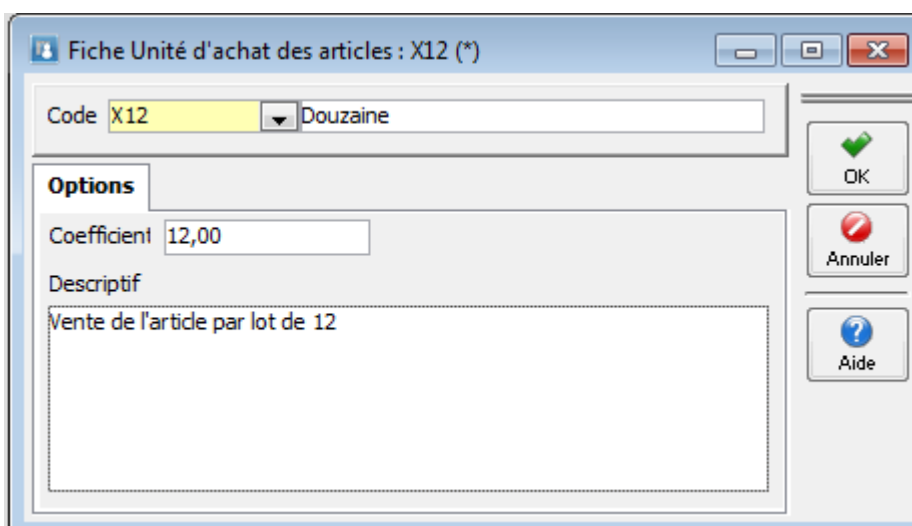 Fiche Unité d'achat des articles : X12 (*)
Code X12 Douzaine
OK
Options
Coefficient 12,00
Annuler
Descriptif
Vente de l'article par lot de 12
Aide